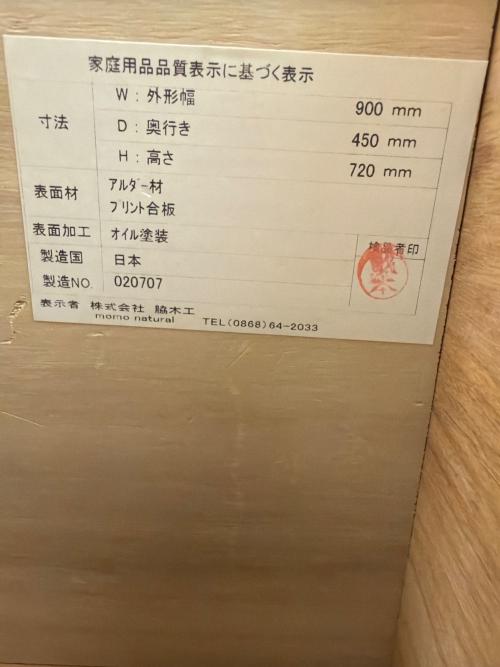 家庭用品品質表示に基づく表示
寸法
W : 外形幅 900 mm
D : 奥行き 450 mm
H : 高さ 720 mm
表面材 アルダー材
プリント合板
表面加工 オイル塗装
検品者印
製造国 日本
製造NO. 020707
表示者 株式会社 脇木工
momo natural TEL(0868)64-2033